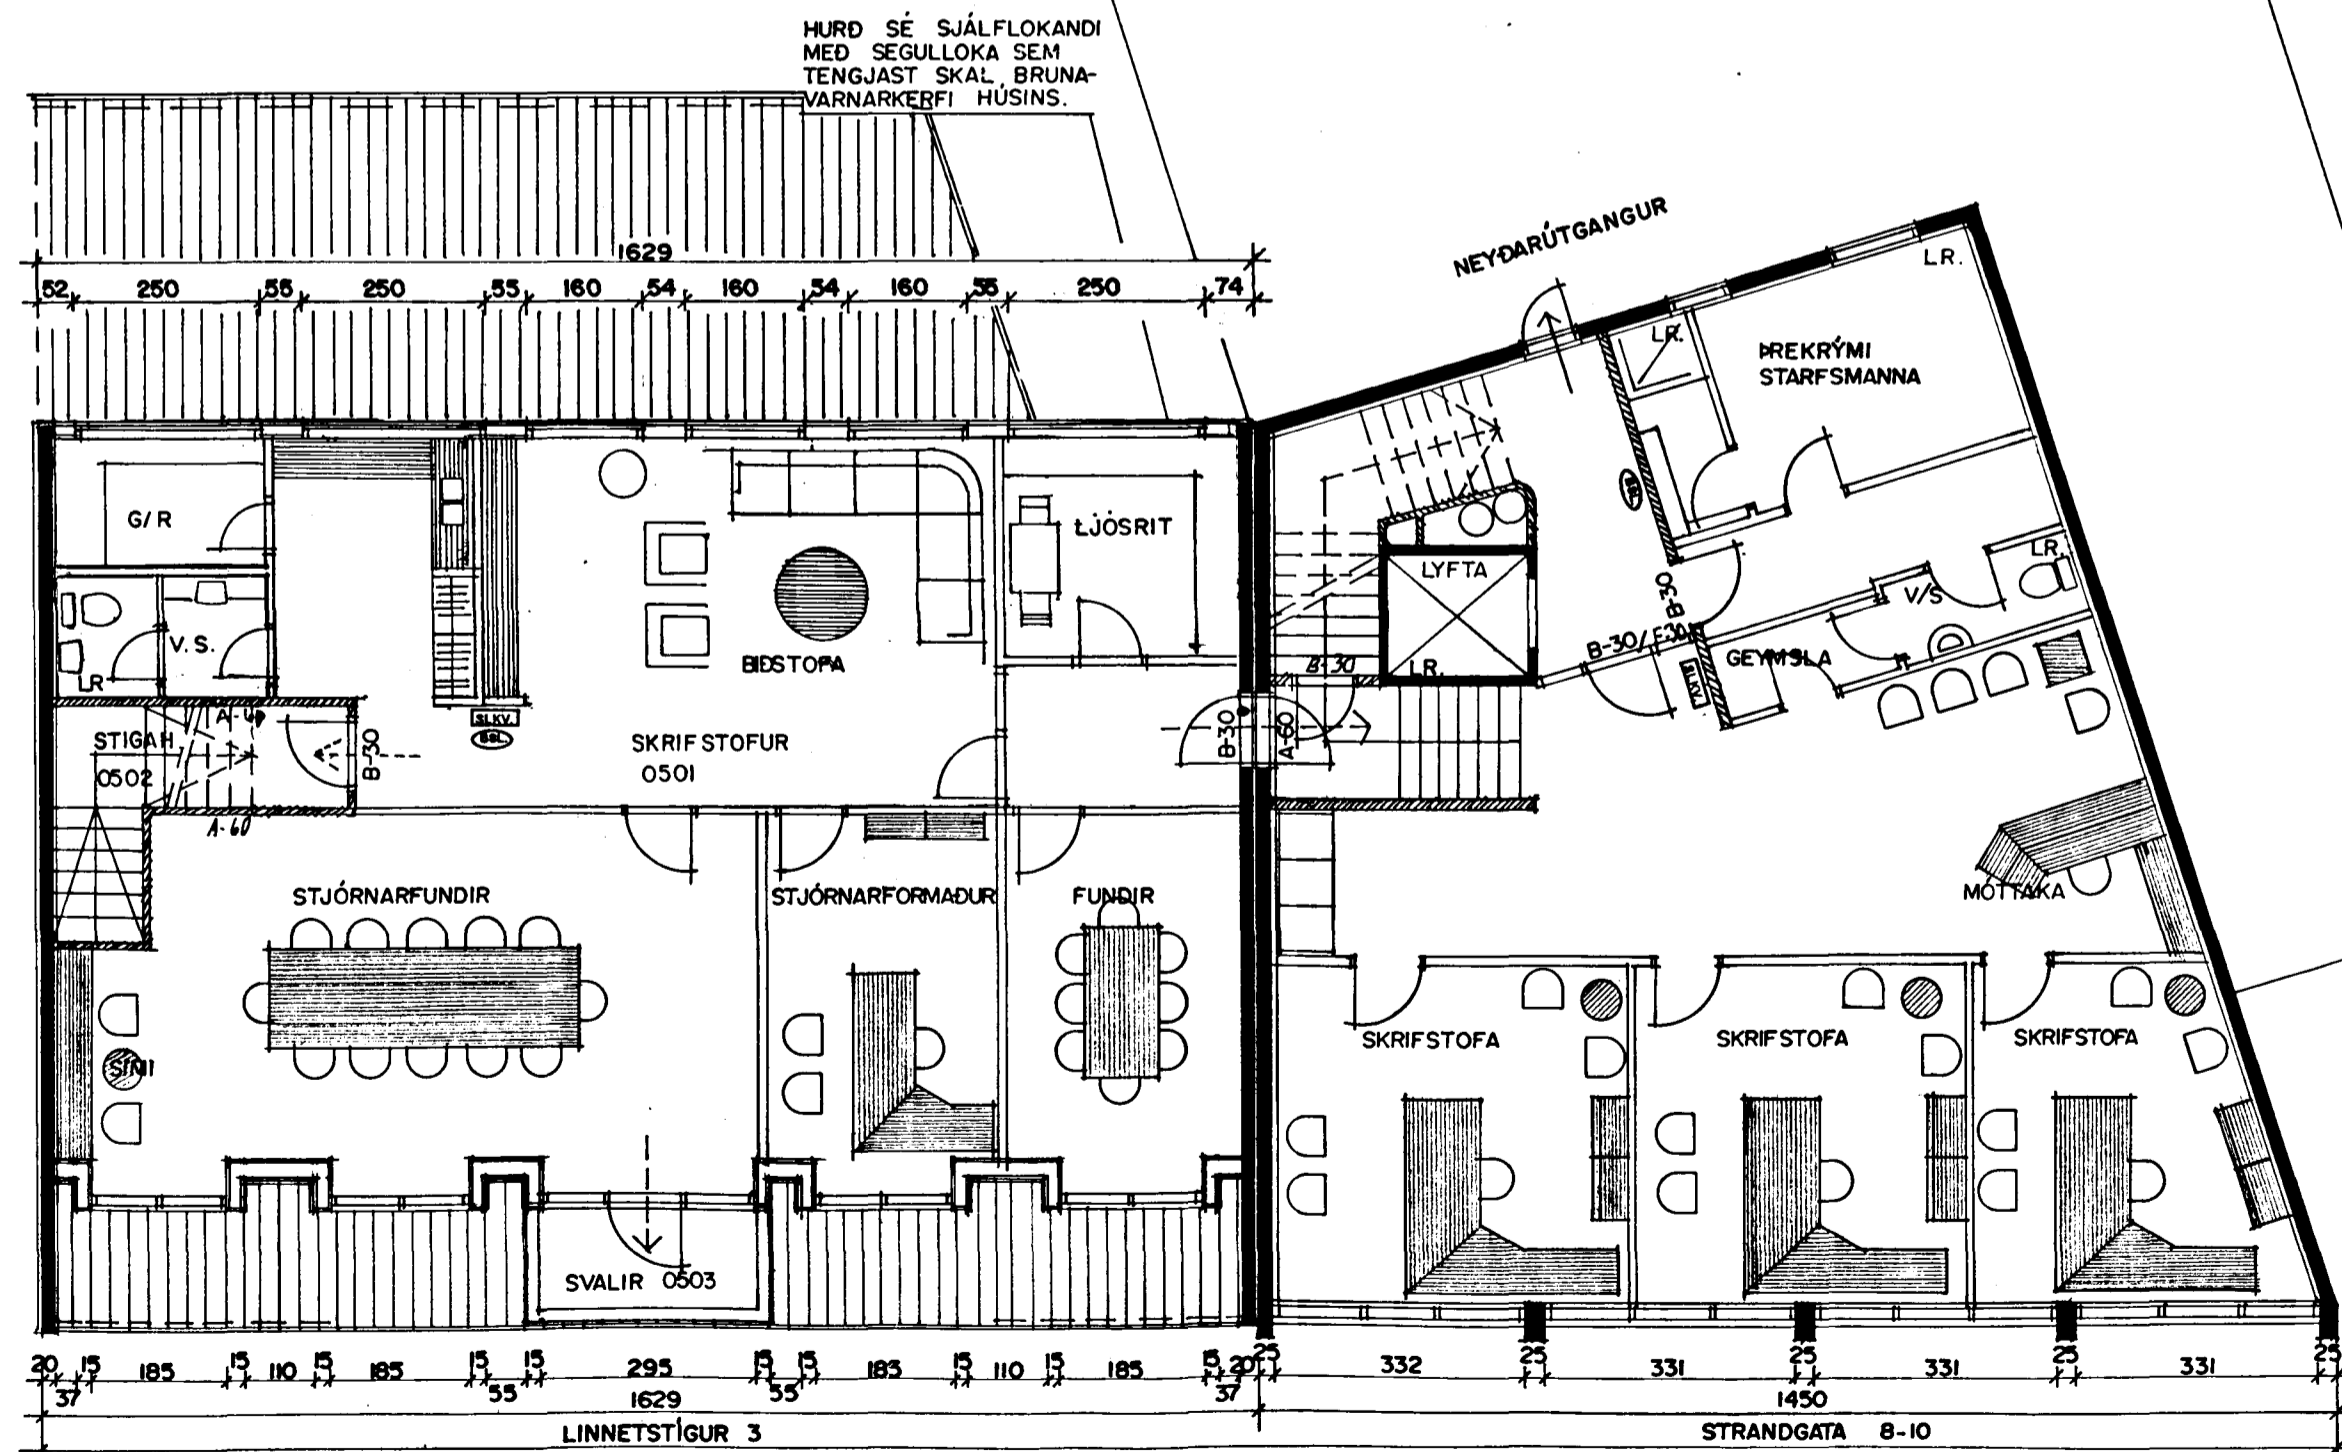 HURÐ SÉ SJÁLFLOKANDI
MEÐ SEGULLOKA SEM
TENGJAST SKAL BRUNA-
VARNARKERFI HÚSINS.
1629
52 250 55 250 55 160 54 160 54 160 55 250 74
NEYÐARÚTGANGUR
L.R.
LR.
ÞREKRÝMI
STARFSMANNA
G/R
LJÓSRIT
LYFTA
LR.
BSL
LR.
V/S
B-30
B-30/F30
GEYMSLA
V.S.
LR
BIÐSTOFA
B-30
LR.
SLKV.
A-60
SLKV.
BSL
STIGAH.
0502
B-30
SKRIFSTOFUR
0501
B-30
A-60
A-60
STJÓRNARFUNDIR
STJÓRNARFORMAÐUR
FUNDIR
MÓTTAKA
SÍMI
SKRIFSTOFA
SKRIFSTOFA
SKRIFSTOFA
SVALIR 0503
20 37 15 185 15 110 15 185 15 55 15 295 15 55 15 185 15 110 15 185 15 37 20
25 332 25 331 25 331 25 331 25
1629
1450
LINNETSTÍGUR 3
STRANDGATA 8-10